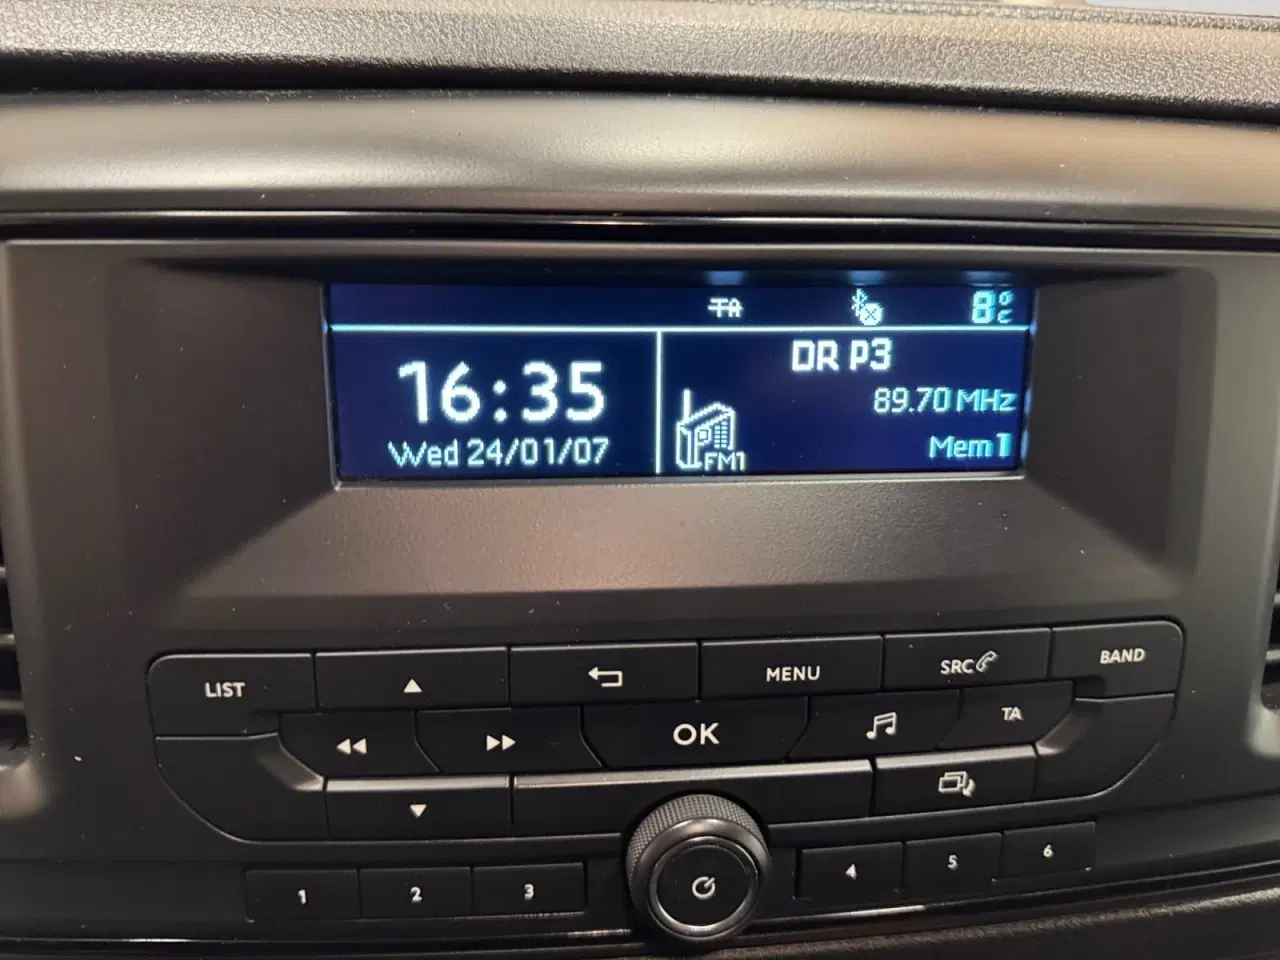 TA
8°C
16:35
Wed 24/01/07
DR P3
89.70 MHz
FM1
Mem 1
LIST
MENU
SRC
BAND
OK
TA
1
2
3
4
5
6